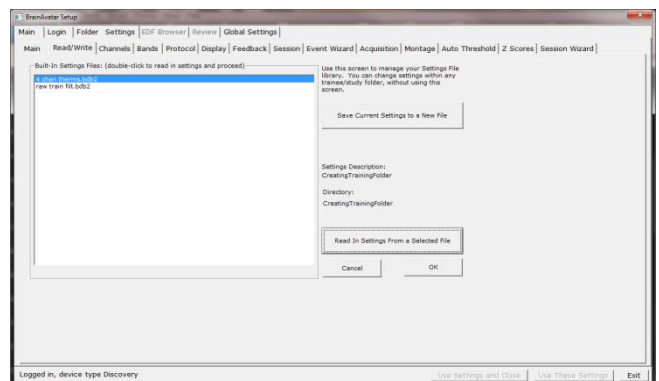 BrainAvatar Setup
Main Login Folder Settings EDF Browser Review Global Settings
Main Read/Write Channels Bands Protocol Display Feedback Session Event Wizard Acquisition Montage Auto Threshold Z Scores Session Wizard
Built-In Settings Files: (double-click to read in settings and proceed)
4 chan therms.bdb2
raw train filt.bdb2
Use this screen to manage your Settings File
library. You can change settings within any
trainee/study folder, without using this
screen.
Save Current Settings to a New File
Settings Description:
CreatingTrainingFolder
Directory:
CreatingTrainingFolder
Read In Settings From a Selected File
Cancel OK
Logged in, device type Discovery Use Settings and Close Use These Settings Exit